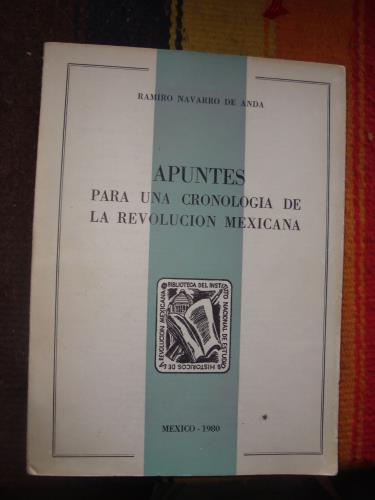 RAMIRO NAVARRO DE ANDA
APUNTES
PARA UNA CRONOLOGIA DE
LA REVOLUCION MEXICANA
BIBLIOTECA DEL INSTITUTO NACIONAL DE ESTUDIOS HISTORICOS DE LA REVOLUCION MEXICANA
MEXICO - 1980